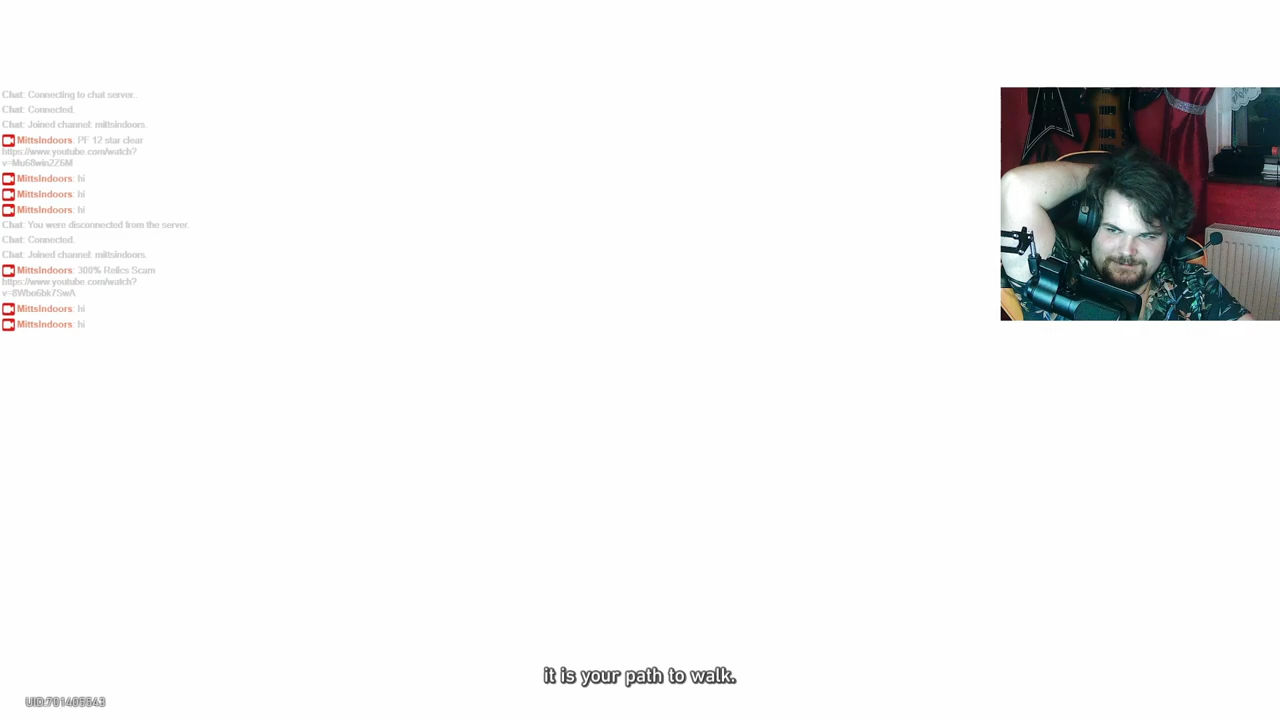 Chat: Connecting to chat server..
Chat: Connected.
Chat: Joined channel: mittsindoors.
MittsIndoors: PF 12 star clear
https://www.youtube.com/watch?
MittsIndoors: hi
MittsIndoors: hi
MittsIndoors: hi
Chat: You were disconnected from the server.
Chat: Connected.
Chat: Joined channel: mittsindoors.
MittsIndoors: 300% Relics Scam
https://www.youtube.com/watch?
MittsIndoors: hi
MittsIndoors: hi
it is your path to walk.